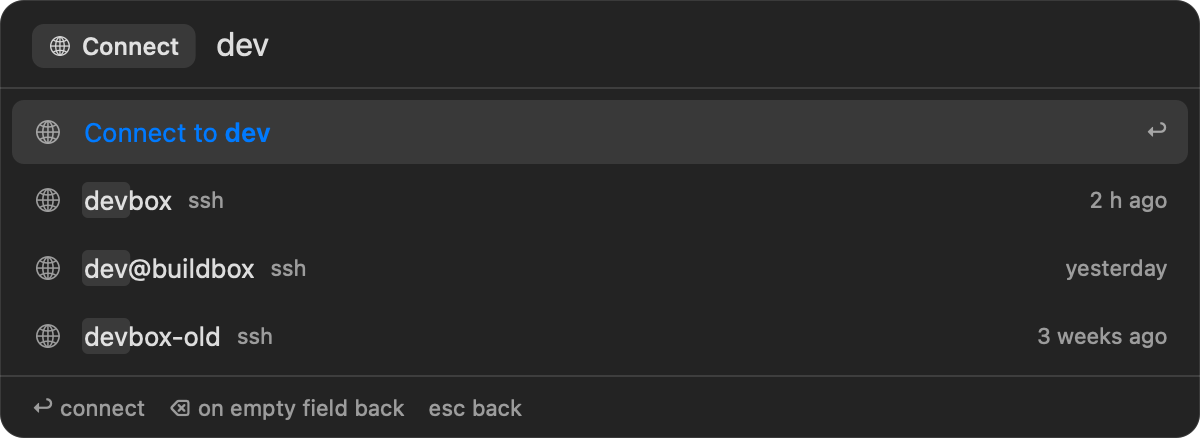 Connect dev
Connect to dev ↩
devbox ssh 2 h ago
dev@buildbox ssh yesterday
devbox-old ssh 3 weeks ago
↩ connect ⌫ on empty field back esc back